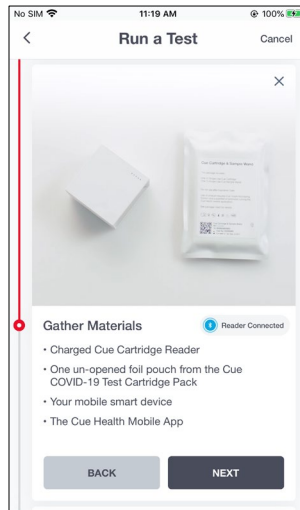 No SIM 11:19 AM 100%
Run a Test Cancel
Gather Materials Reader Connected
• Charged Cue Cartridge Reader
• One un-opened foil pouch from the Cue
COVID-19 Test Cartridge Pack
• Your mobile smart device
• The Cue Health Mobile App
BACK NEXT